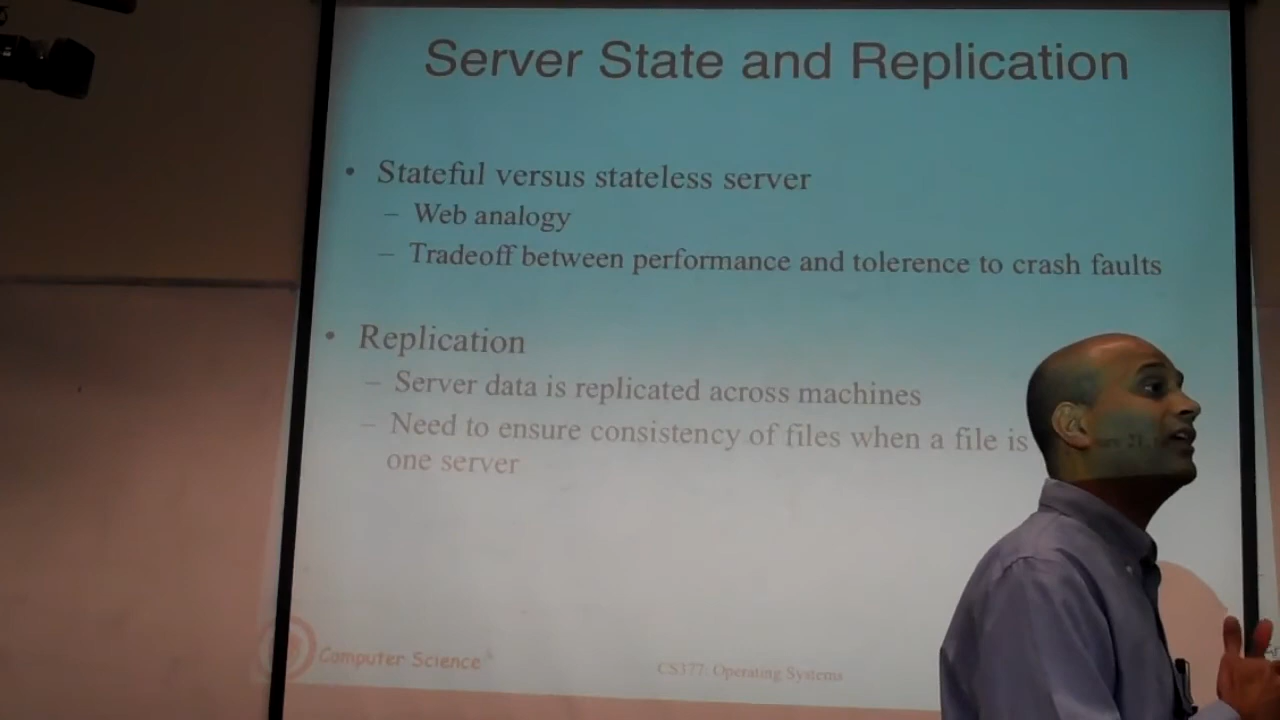 Server State and Replication
• Stateful versus stateless server
– Web analogy
– Tradeoff between performance and tolerence to crash faults
• Replication
– Server data is replicated across machines
– Need to ensure consistency of files when a file is
one server
Computer Science
CS377: Operating Systems